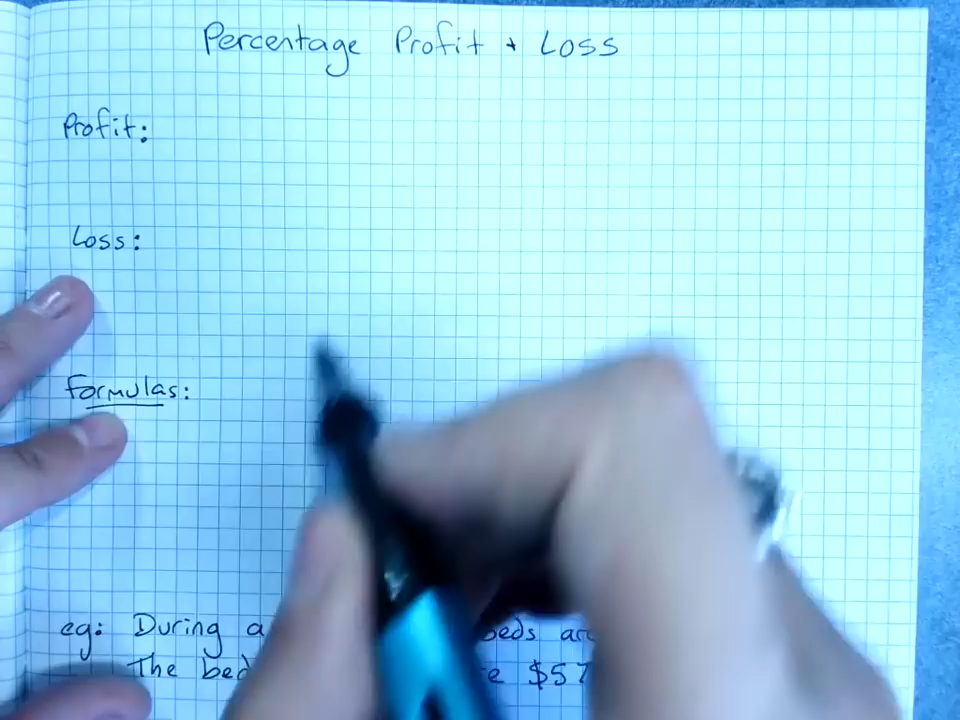 Percentage Profit + Loss
Profit:
Loss:
Formulas:
eg: During a beds are
The bed $57